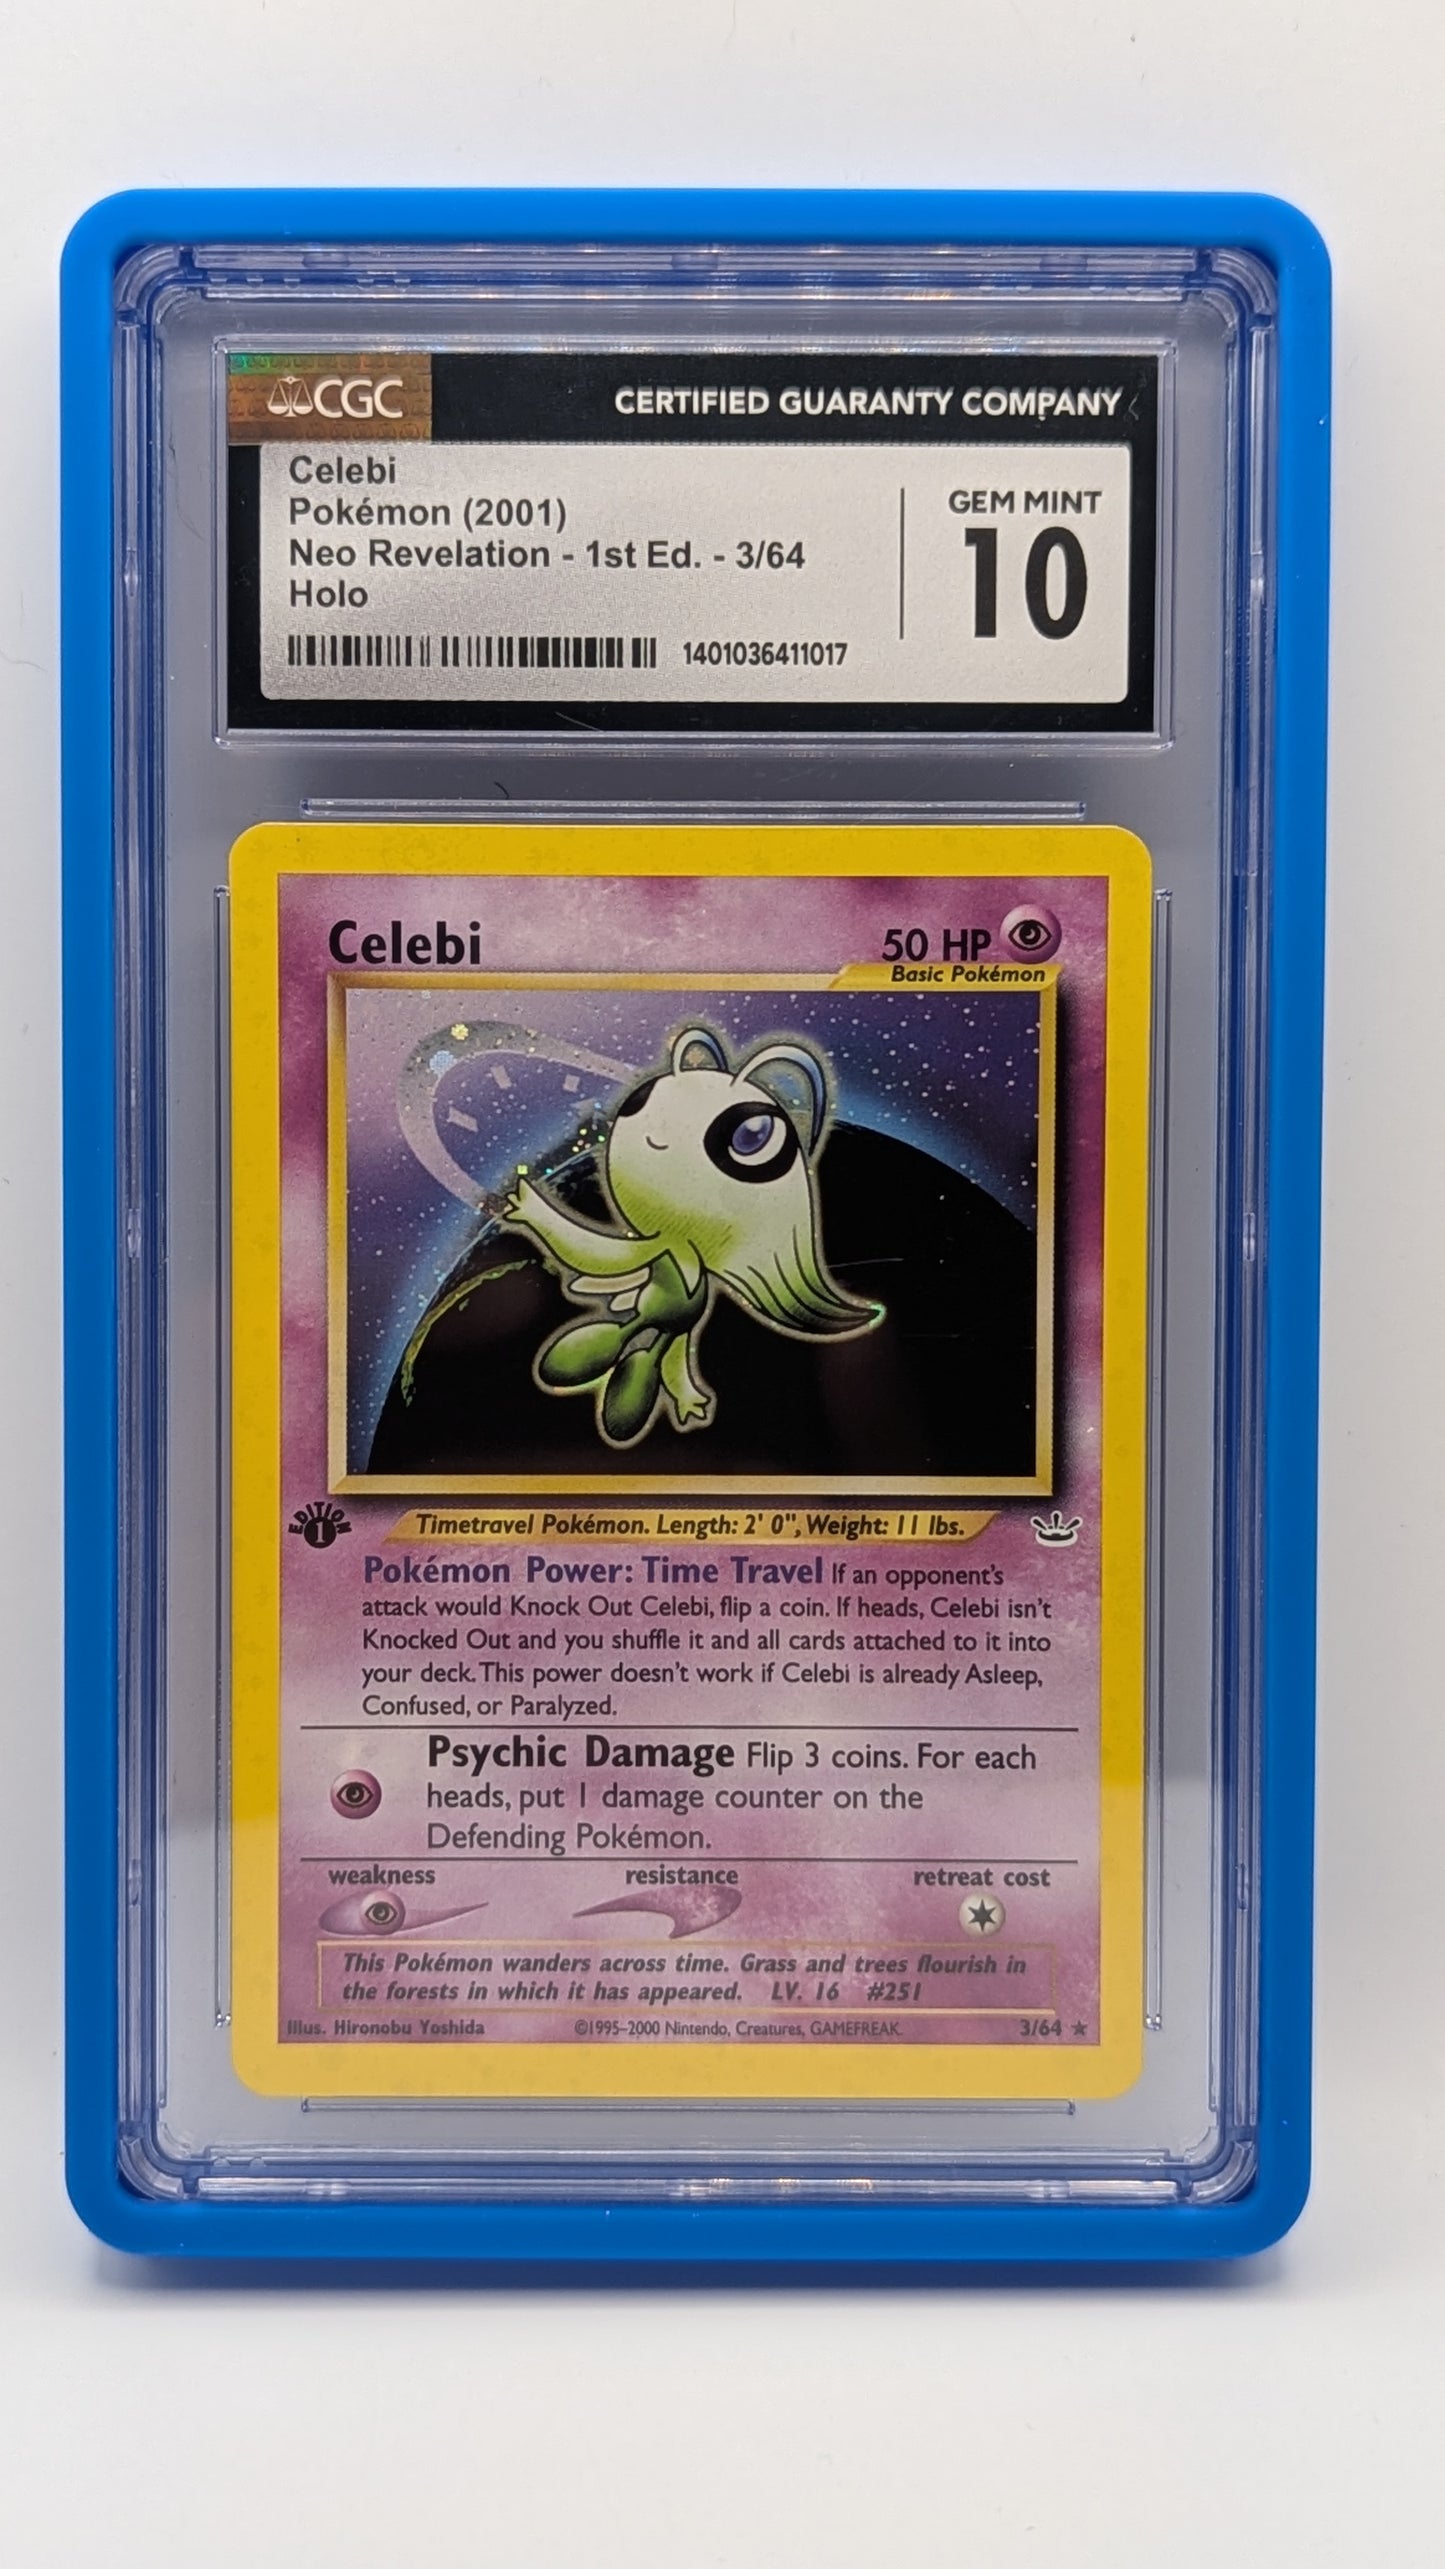 CGC
CERTIFIED GUARANTY COMPANY
Celebi
Pokémon (2001)
Neo Revelation - 1st Ed. - 3/64
Holo
1401036411017
GEM MINT
10
Celebi
50 HP
Basic Pokémon
EDITION
1
Timetravel Pokémon. Length: 2' 0", Weight: 11 lbs.
Pokémon Power: Time Travel If an opponent's
attack would Knock Out Celebi, flip a coin. If heads, Celebi isn't
Knocked Out and you shuffle it and all cards attached to it into
your deck. This power doesn't work if Celebi is already Asleep,
Confused, or Paralyzed.
Psychic Damage Flip 3 coins. For each
heads, put 1 damage counter on the
Defending Pokémon.
weakness
resistance
retreat cost
This Pokémon wanders across time. Grass and trees flourish in
the forests in which it has appeared. LV. 16 #251
Illus. Hironobu Yoshida
©1995–2000 Nintendo, Creatures, GAMEFREAK.
3/64 ★